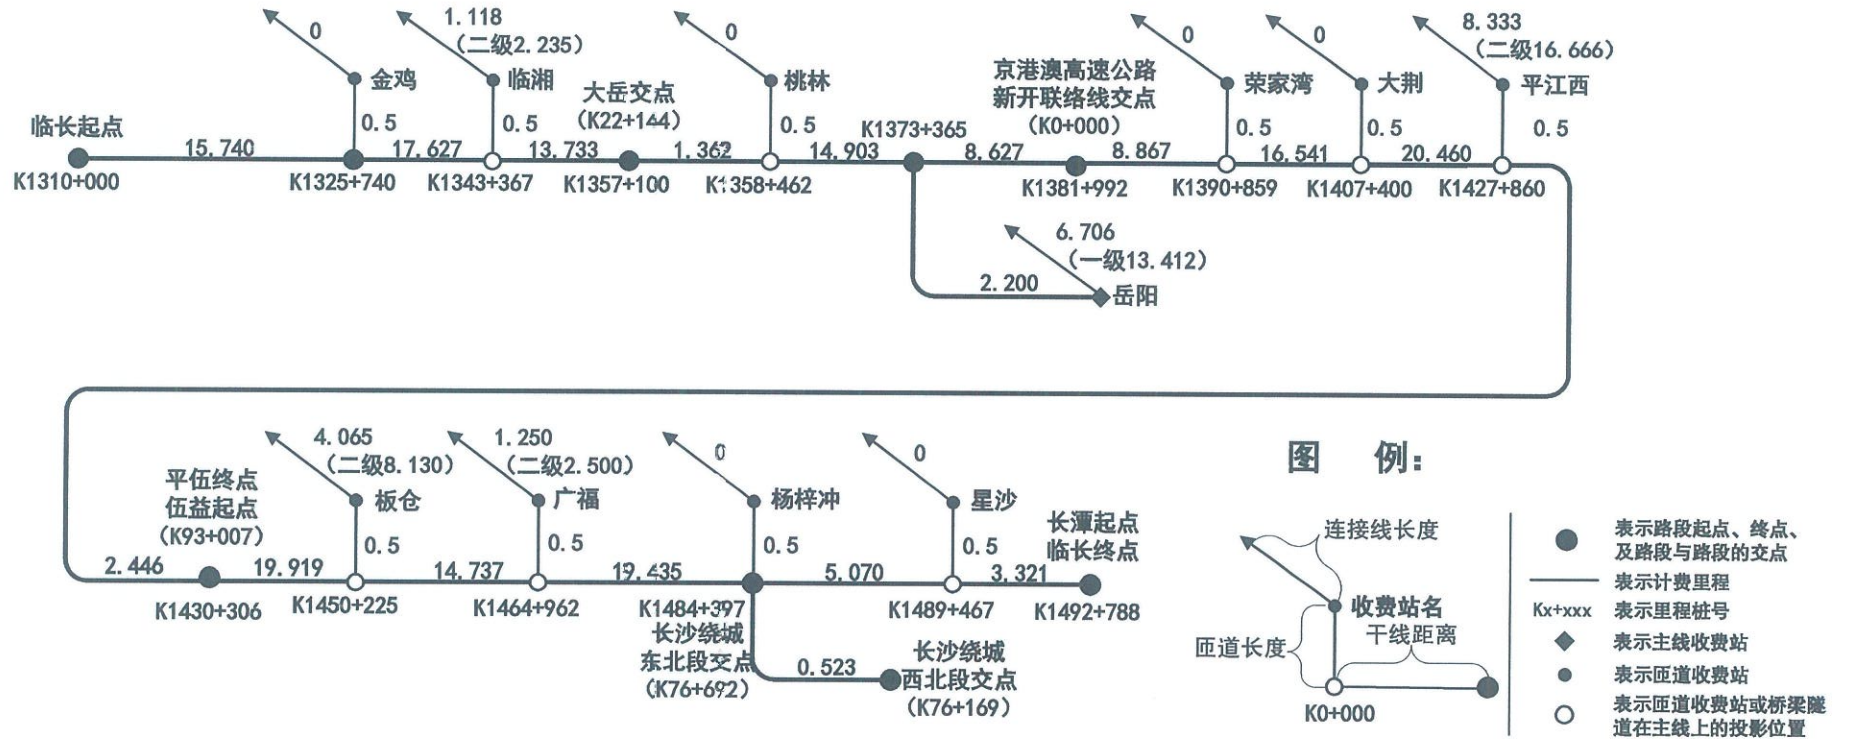 0
金鸡
0.5
1.118
(二级2.235)
临湘
0.5
大岳交点
(K22+144)
0
桃林
0.5
K1373+365
京港澳高速公路
新开联络线交点
(K0+000)
0
荣家湾
0.5
0
大荆
0.5
8.333
(二级16.666)
平江西
0.5
临长起点
15.740
17.627
13.733
1.362
14.903
8.627
8.867
16.541
20.460
K1310+000
K1325+740
K1343+367
K1357+100
K1358+462
K1381+992
K1390+859
K1407+400
K1427+860
6.706
(一级13.412)
2.200
岳阳
平伍终点
伍益起点
(K93+007)
4.065
(二级8.130)
板仓
0.5
1.250
(二级2.500)
广福
0.5
0
杨梓冲
0.5
0
星沙
0.5
长潭起点
临长终点
2.446
19.919
14.737
19.435
5.070
3.321
K1430+306
K1450+225
K1464+962
K1484+397
K1489+467
K1492+788
长沙绕城
东北段交点
(K76+692)
0.523
长沙绕城
西北段交点
(K76+169)
图 例:
连接线长度
收费站名
匝道长度
干线距离
K0+000
表示路段起点、终点、
及路段与路段的交点
表示计费里程
Kx+xxx 表示里程桩号
表示主线收费站
表示匝道收费站
表示匝道收费站或桥梁隧
道在主线上的投影位置